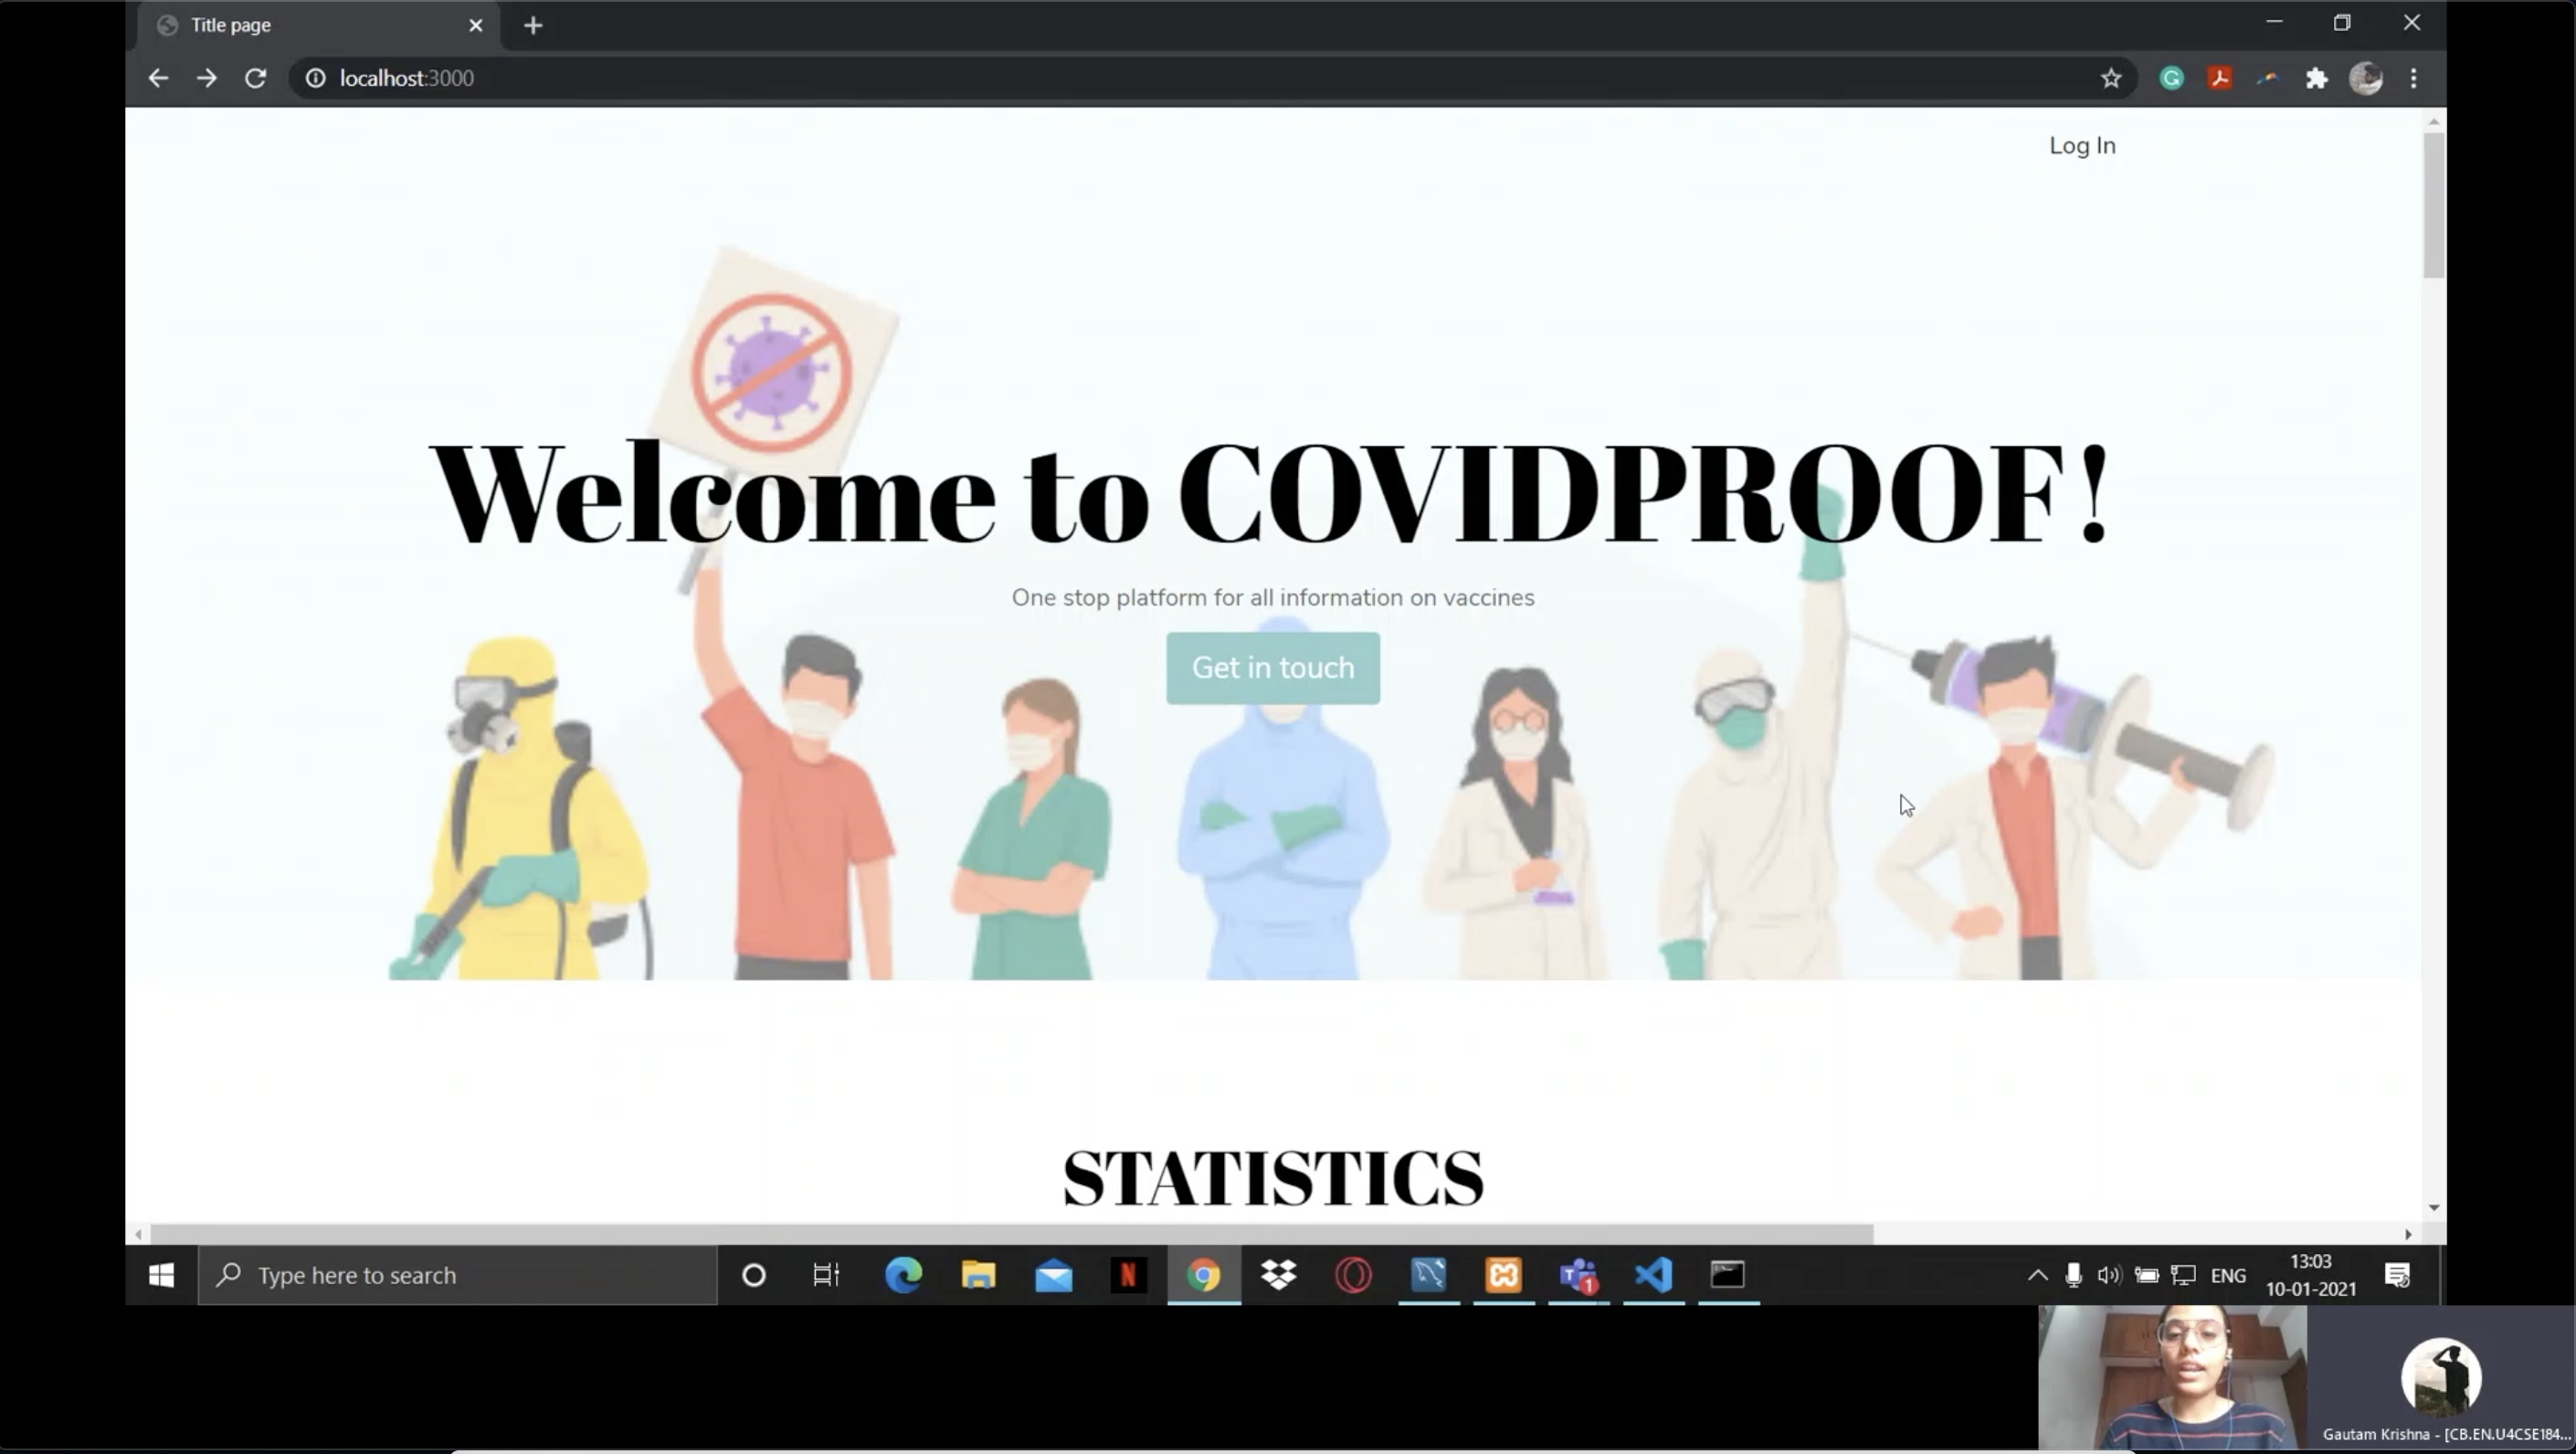 Title page
localhost:3000
Log In
Welcome to COVIDPROOF!
One stop platform for all information on vaccines
Get in touch
STATISTICS
Type here to search
1
ENG
13:03
10-01-2021
Gautam Krishna - [CB.EN.U4CSE184...